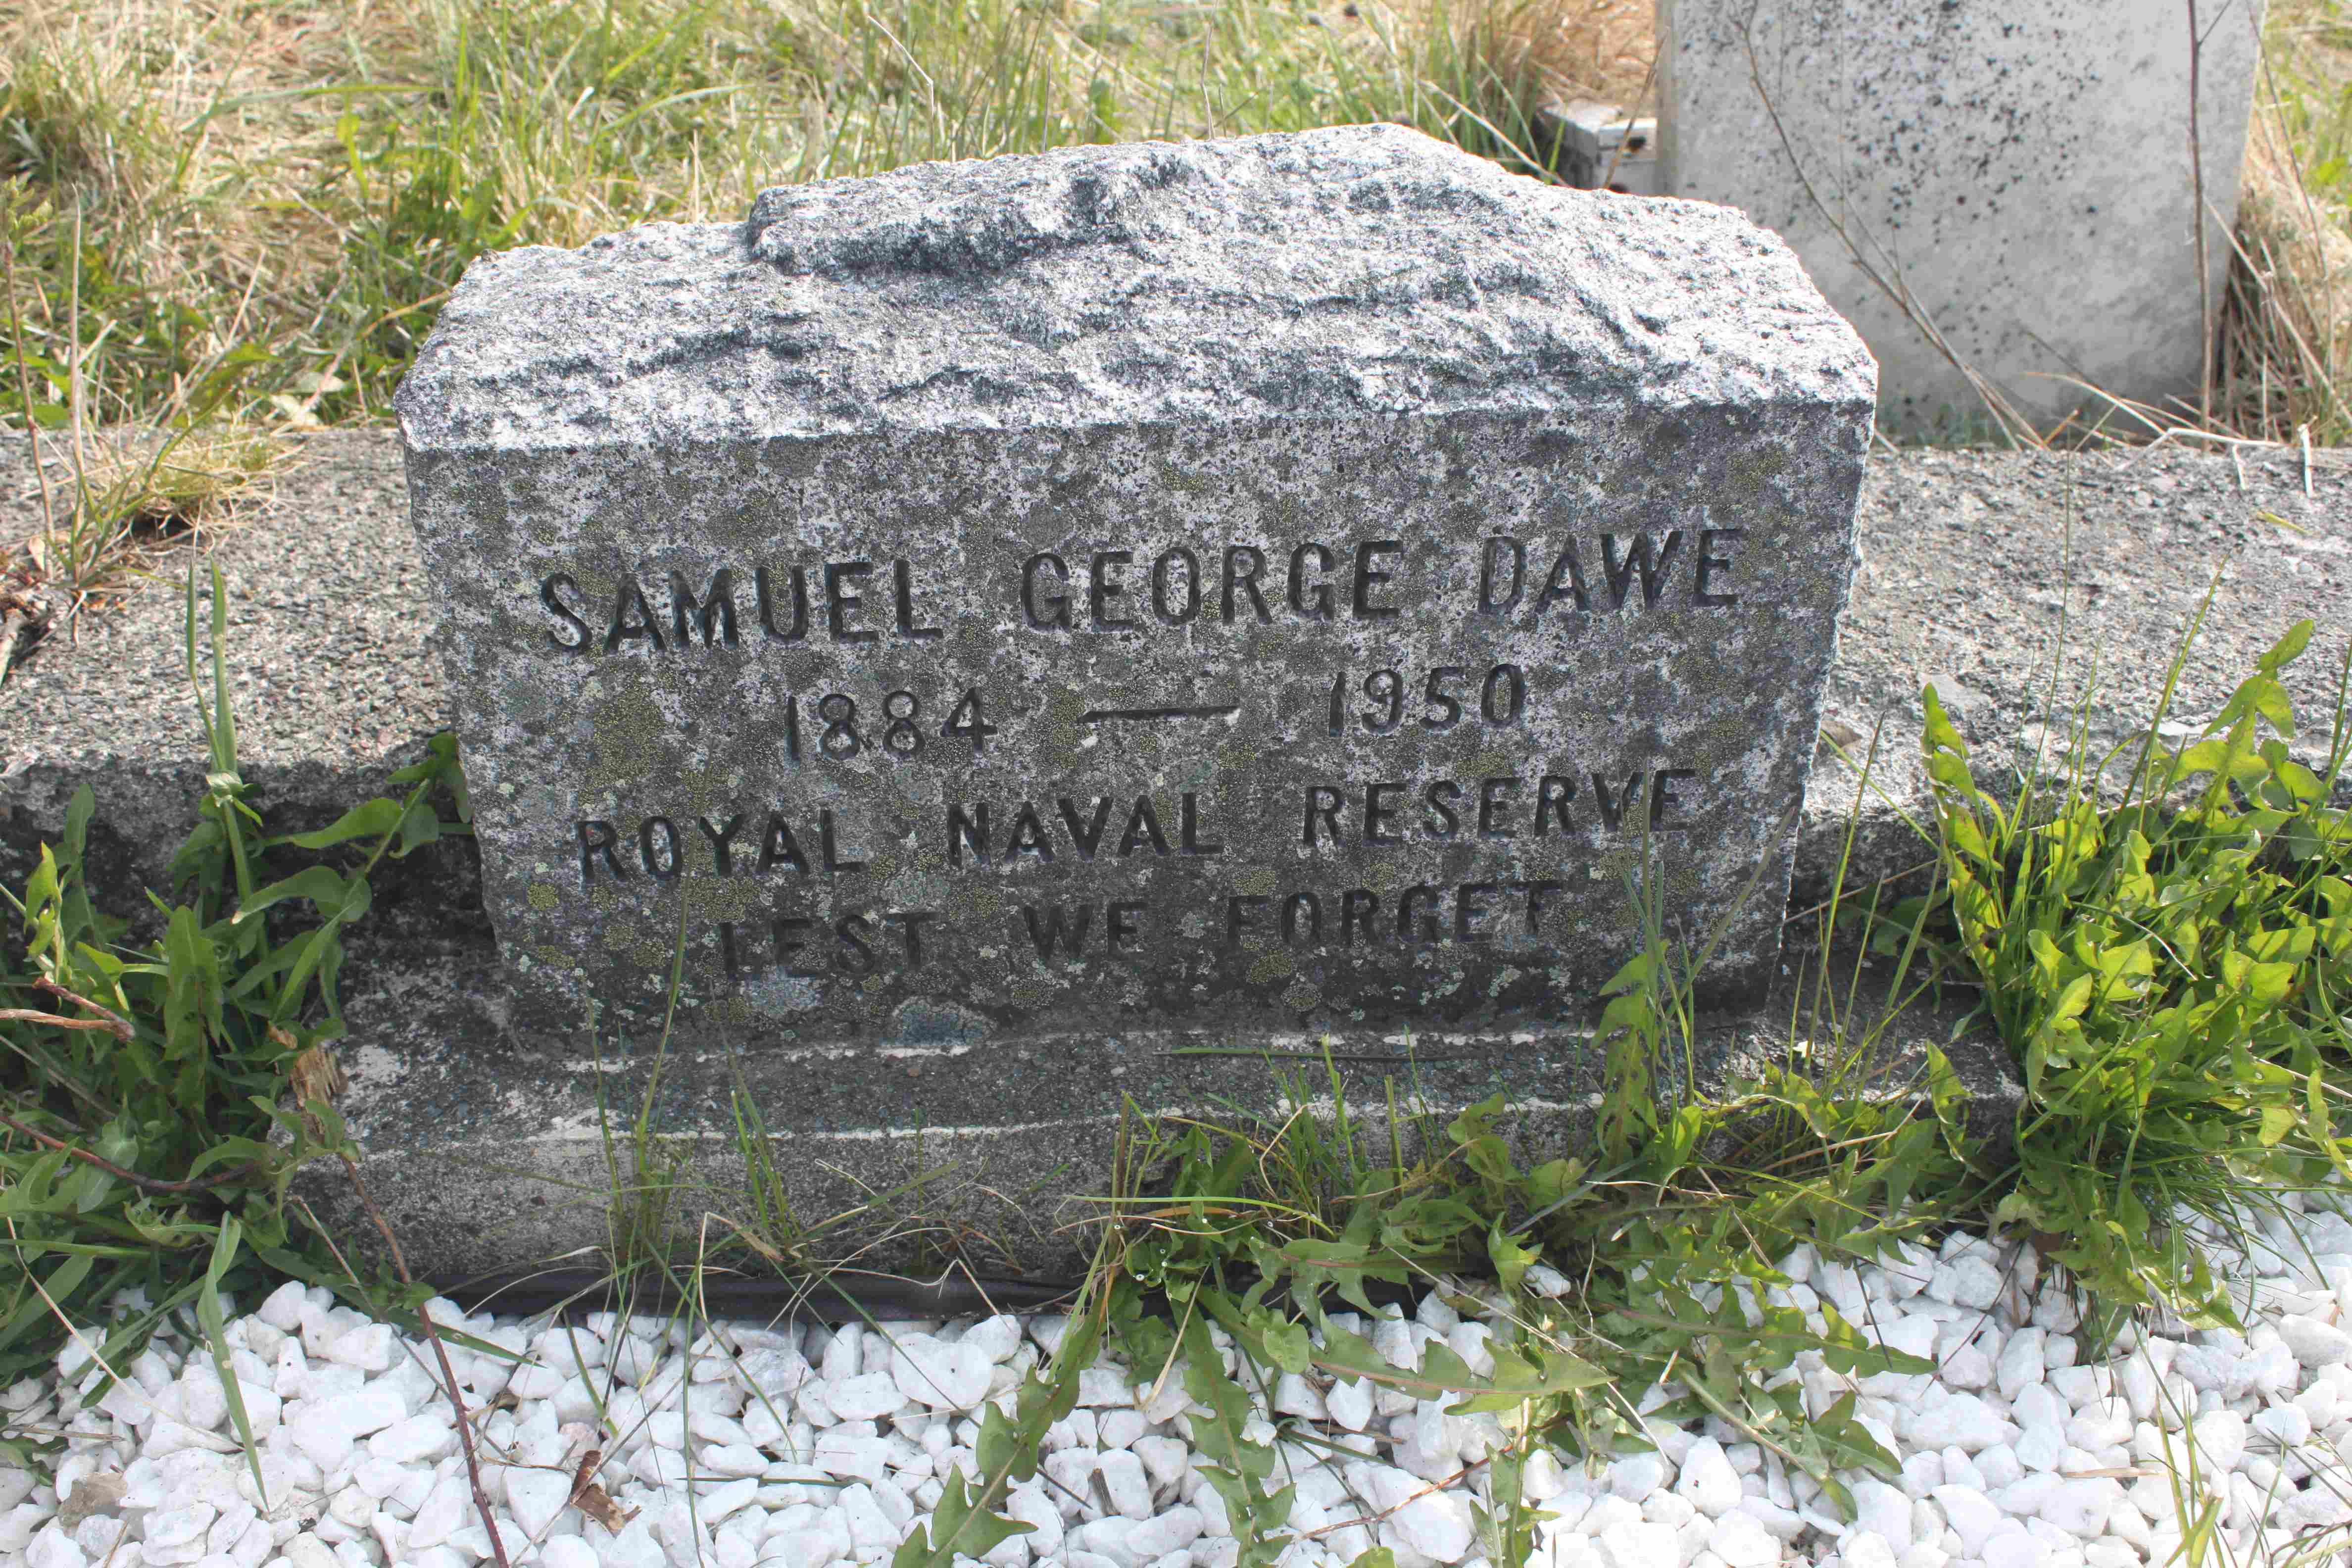 SAMUEL GEORGE DAWE
1884 — 1950
ROYAL NAVAL RESERVE
LEST WE FORGET